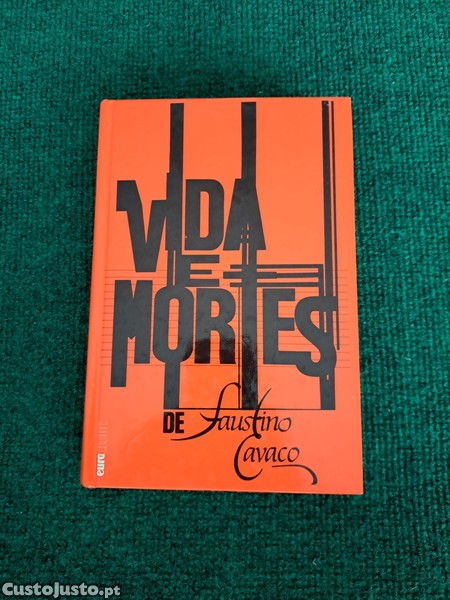 VIDA
E
MORTES
DE Faustino
Cavaco
euro
CustoJusto.pt